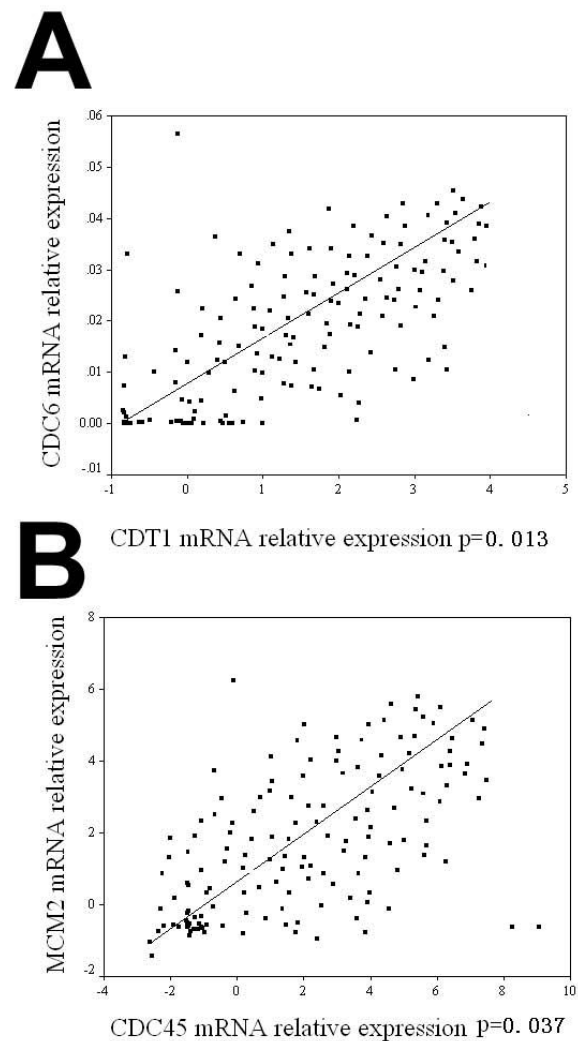 A
CDC6 mRNA relative expression
.06
.05
.04
.03
.02
.01
0.00
-.01
-1 0 1 2 3 4 5
CDT1 mRNA relative expression p=0.013
B
MCM2 mRNA relative expression
8
6
4
2
0
-2
-4 -2 0 2 4 6 8 10
CDC45 mRNA relative expression p=0.037